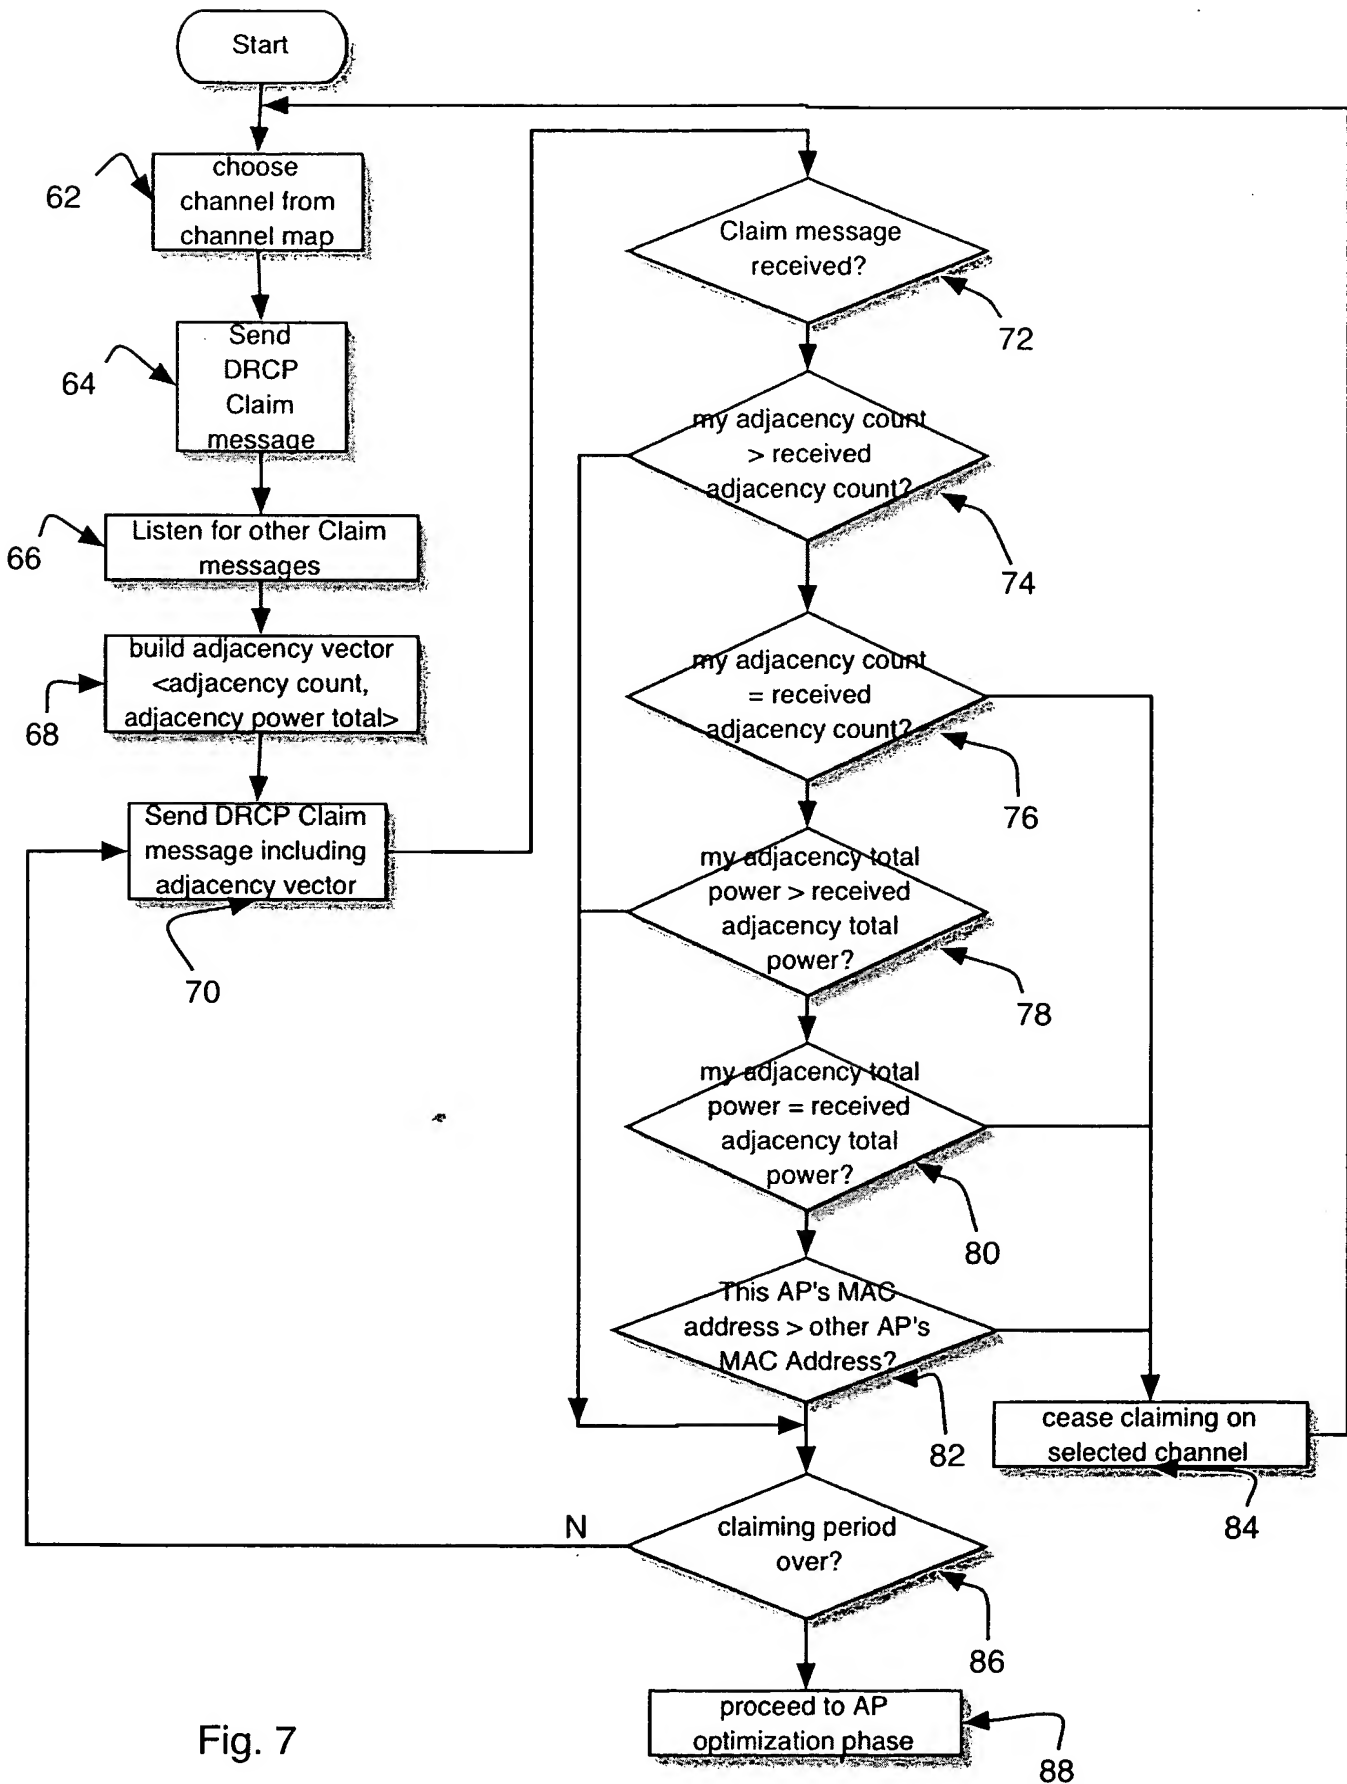 Start
choose
channel from
channel map
62
Send
DRCP
Claim
message
64
Listen for other Claim
messages
66
build adjacency vector
<adjacency count,
adjacency power total>
68
Send DRCP Claim
message including
adjacency vector
70
Claim message
received?
72
my adjacency count
> received
adjacency count?
74
my adjacency count
= received
adjacency count?
76
my adjacency total
power > received
adjacency total
power?
78
my adjacency total
power = received
adjacency total
power?
80
This AP's MAC
address > other AP's
MAC Address?
82
cease claiming on
selected channel
84
N
claiming period
over?
86
proceed to AP
optimization phase
88
Fig. 7